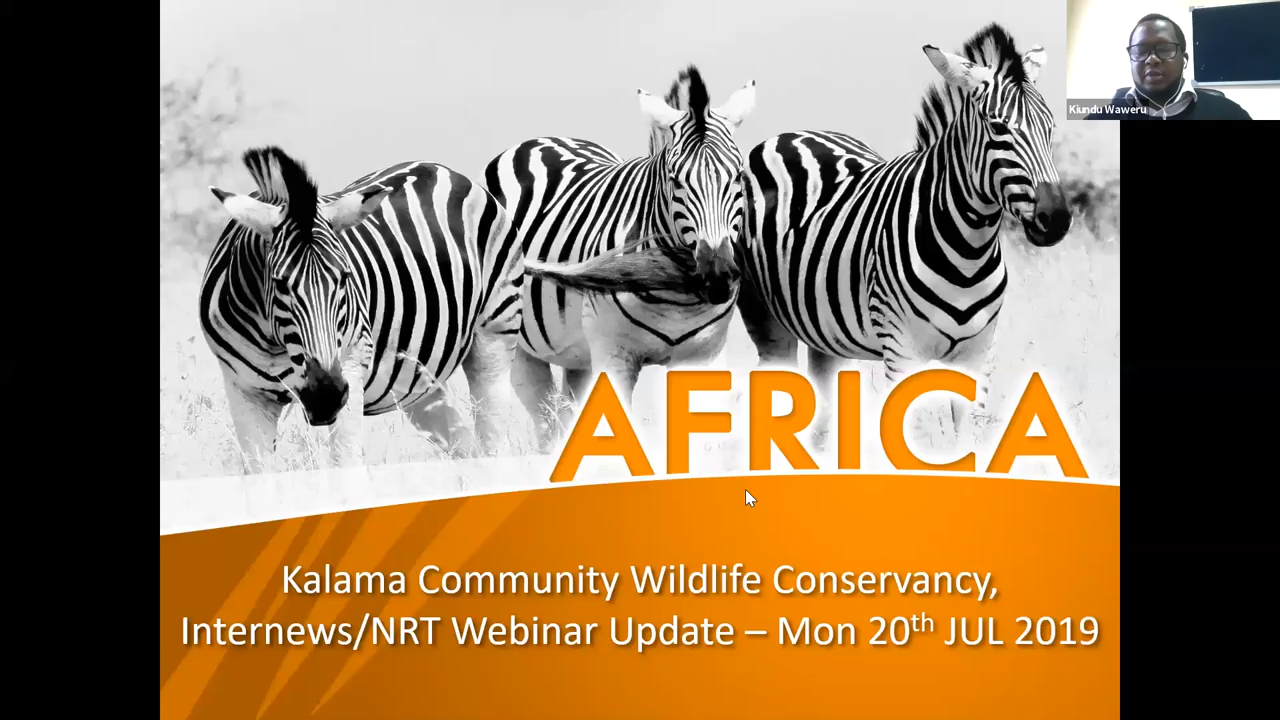 Kiundu Waweru
AFRICA
Kalama Community Wildlife Conservancy,
Internews/NRT Webinar Update – Mon 20th JUL 2019